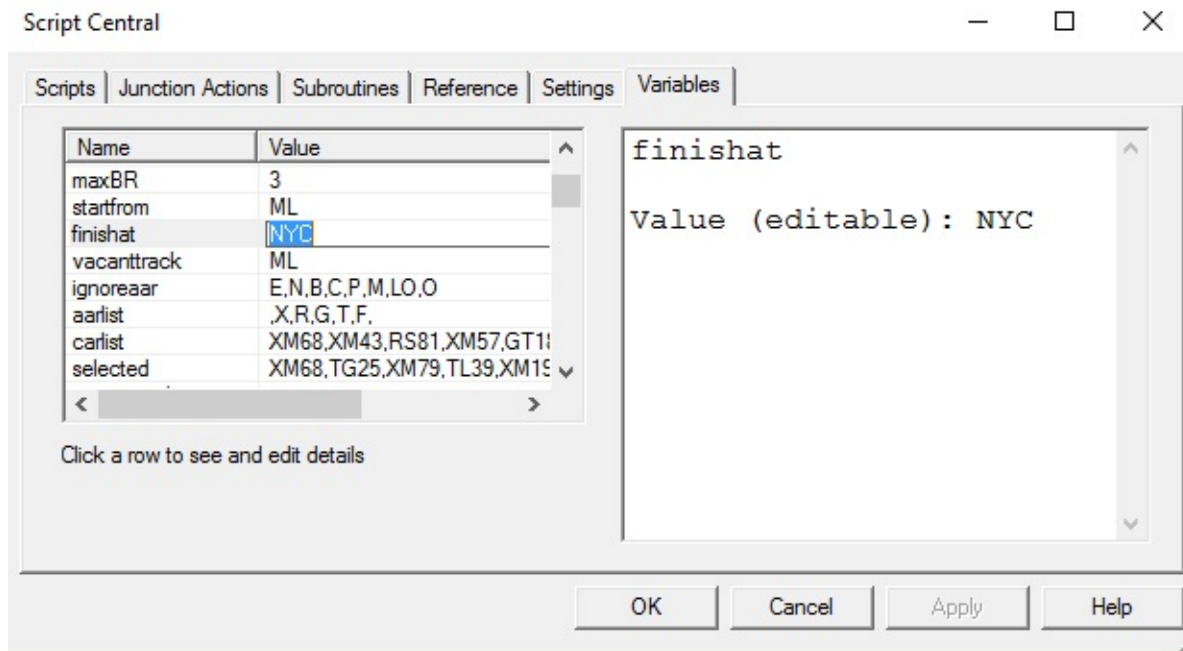 Script Central
Scripts Junction Actions Subroutines Reference Settings Variables
Name Value
maxBR 3
startfrom ML
finishat NYC
vacanttrack ML
ignoreaar E,N,B,C,P,M,LO,O
aarlist ,X,R,G,T,F,
carlist XM68,XM43,RS81,XM57,GT18
selected XM68,TG25,XM79,TL39,XM19
Click a row to see and edit details
finishat
Value (editable): NYC
OK Cancel Apply Help